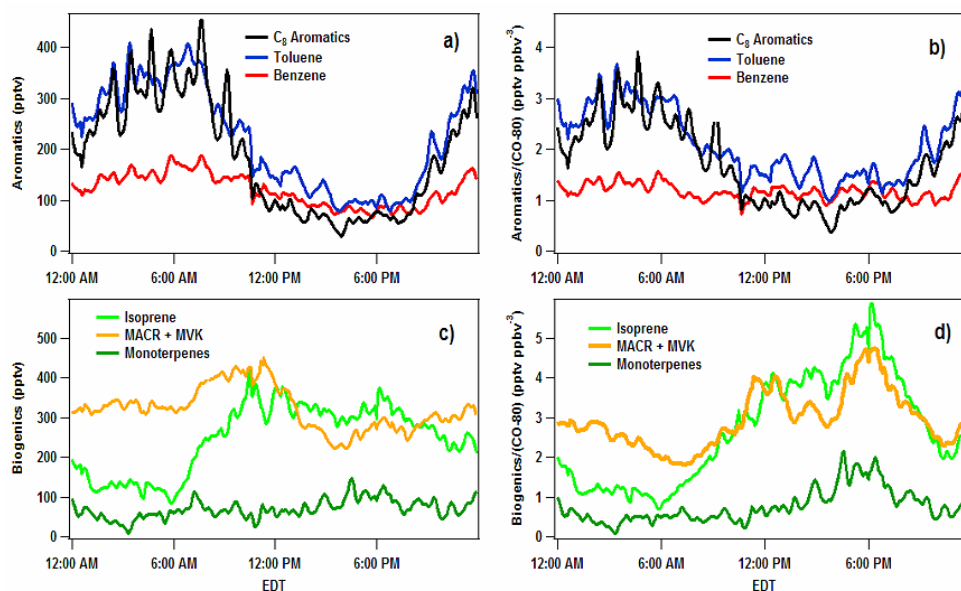 a)
C8 Aromatics
Toluene
Benzene
Aromatics (pptv)
400
300
200
100
0
12:00 AM
6:00 AM
12:00 PM
6:00 PM
b)
C8 Aromatics
Toluene
Benzene
Aromatics/(CO-80) (pptv ppbv-3)
4
3
2
1
0
12:00 AM
6:00 AM
12:00 PM
6:00 PM
c)
Isoprene
MACR + MVK
Monoterpenes
Biogenics (pptv)
500
400
300
200
100
0
12:00 AM
6:00 AM
12:00 PM
6:00 PM
EDT
d)
Isoprene
MACR + MVK
Monoterpenes
Biogenics/(CO-80) (pptv ppbv-3)
5
4
3
2
1
0
12:00 AM
6:00 AM
12:00 PM
6:00 PM
EDT